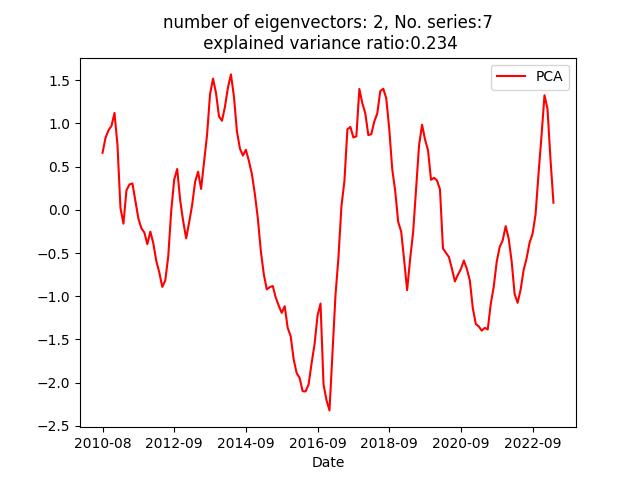 number of eigenvectors: 2, No. series:7
explained variance ratio:0.234
PCA
1.5
1.0
0.5
0.0
−0.5
−1.0
−1.5
−2.0
−2.5
2010-08 2012-09 2014-09 2016-09 2018-09 2020-09 2022-09
Date